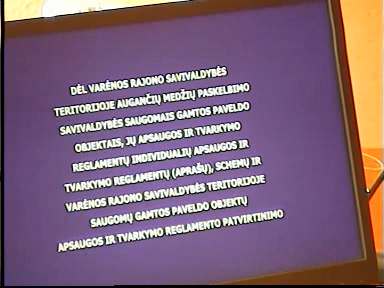 DĖL VARĖNOS RAJONO SAVIVALDYBĖS
TERITORIJOJE AUGANČIŲ MEDŽIŲ PASKELBIMO
SAVIVALDYBĖS SAUGOMAIS GAMTOS PAVELDO
OBJEKTAIS, JŲ APSAUGOS IR TVARKYMO
REGLAMENTŲ INDIVIDUALIŲ APSAUGOS IR
TVARKYMO REGLAMENTŲ (APRAŠŲ), SCHEMŲ IR
VARĖNOS RAJONO SAVIVALDYBĖS TERITORIJOJE
SAUGOMŲ GAMTOS PAVELDO OBJEKTŲ
APSAUGOS IR TVARKYMO REGLAMENTO PATVIRTINIMO